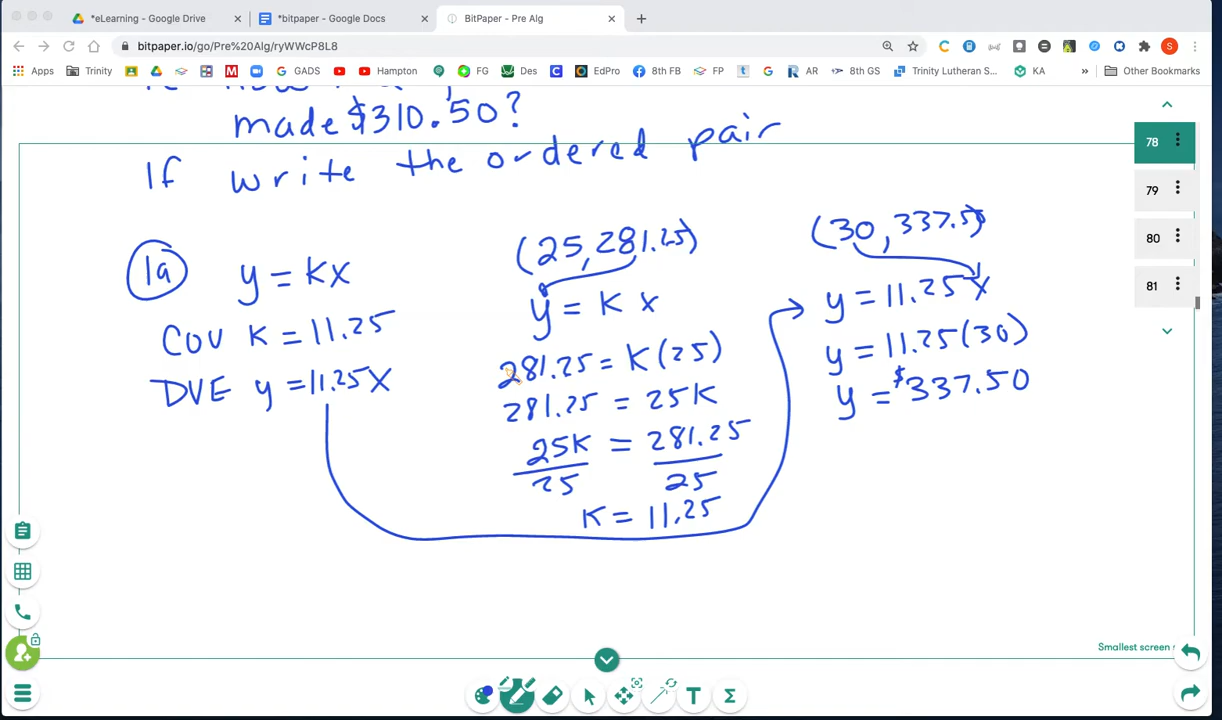 *eLearning - Google Drive
*bitpaper - Google Docs
BitPaper - Pre Alg
bitpaper.io/go/Pre%20Alg/ryWWcP8L8
Apps
Trinity
GADS
Hampton
FG
Des
EdPro
8th FB
FP
AR
8th GS
Trinity Lutheran S...
KA
»
Other Bookmarks
made $310.50?
If write the ordered pair
78
79
80
81
1a
y = kx
COV K = 11.25
DVE y = 11.25X
(25, 281.25)
y = K x
281.25 = K(25)
281.25 = 25K
25K = 281.25
25 25
K = 11.25
(30, 337.50)
y = 11.25 X
y = 11.25(30)
y = $337.50
Smallest screen